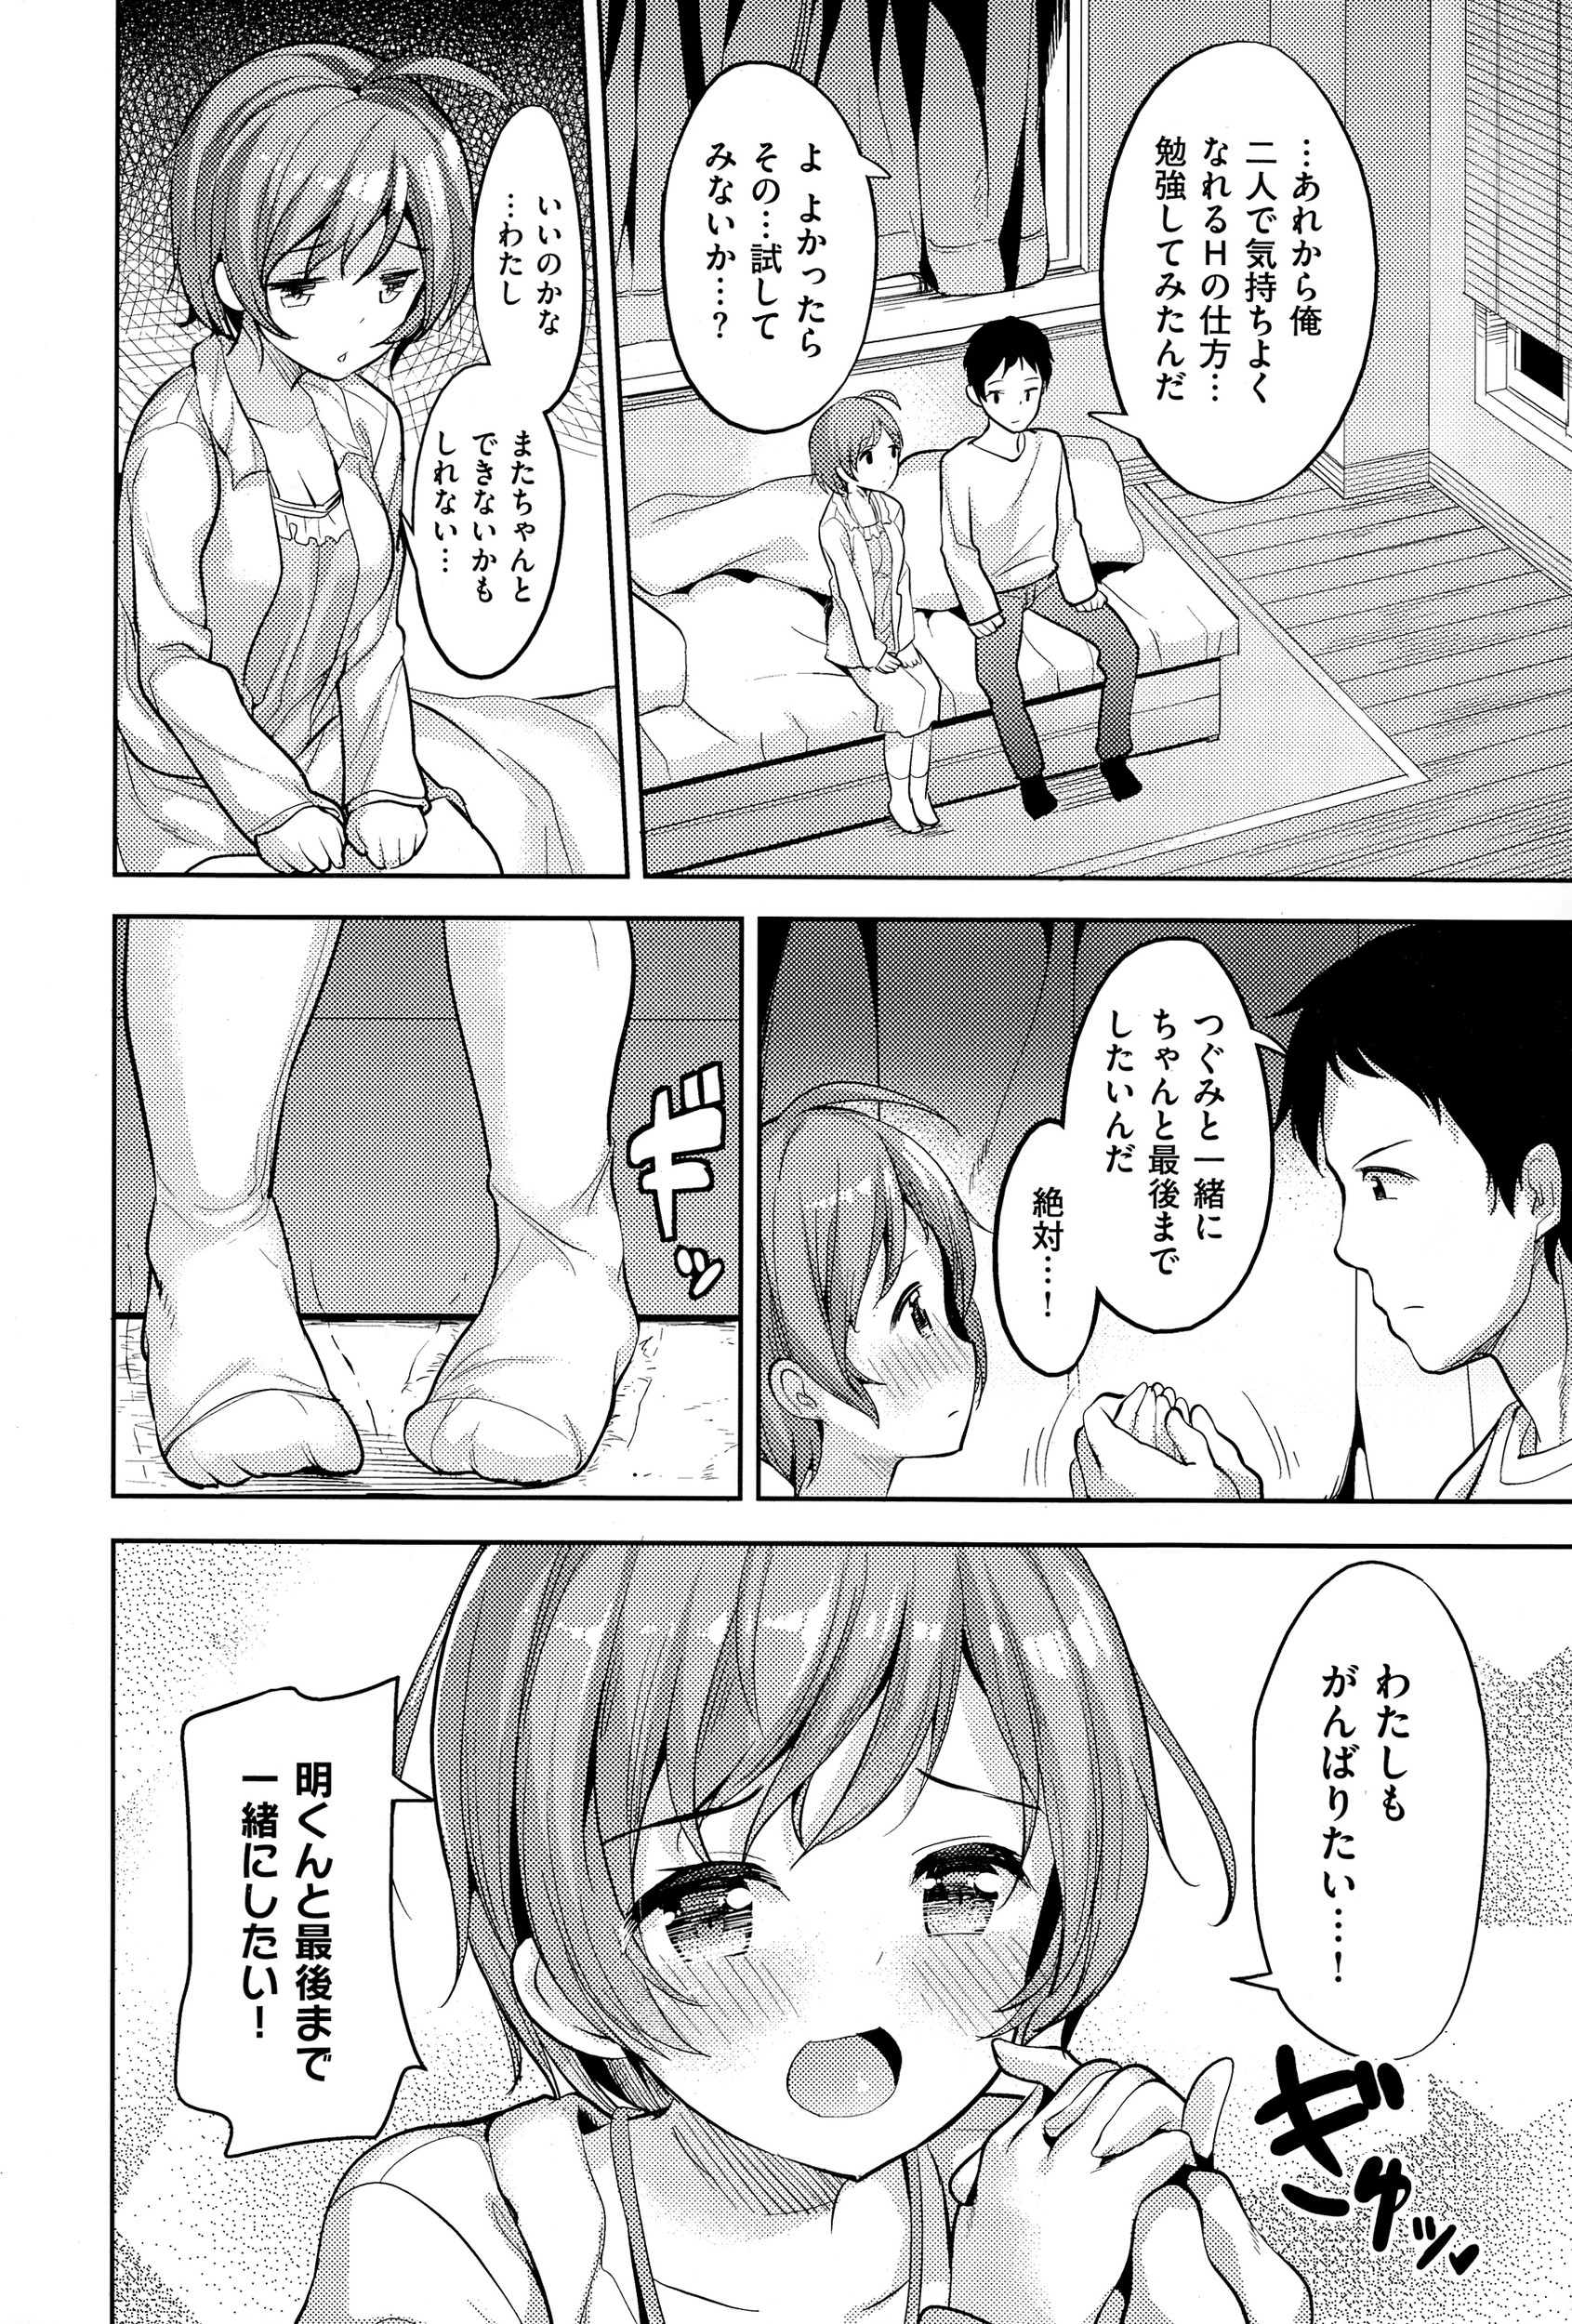 …あれから俺
二人で気持ちよく
なれるHの仕方…
勉強してみたんだ
よ よかったら
その…試して
みないか…？
いいのかな
…わたし
またちゃんと
できないかも
しれない…
つぐみと一緒に
ちゃんと最後まで
したいんだ
絶対…！
ギギッ
わたしも
がんばりたい……！
明くんと最後まで
一緒にしたい！
ぎゅッ♥